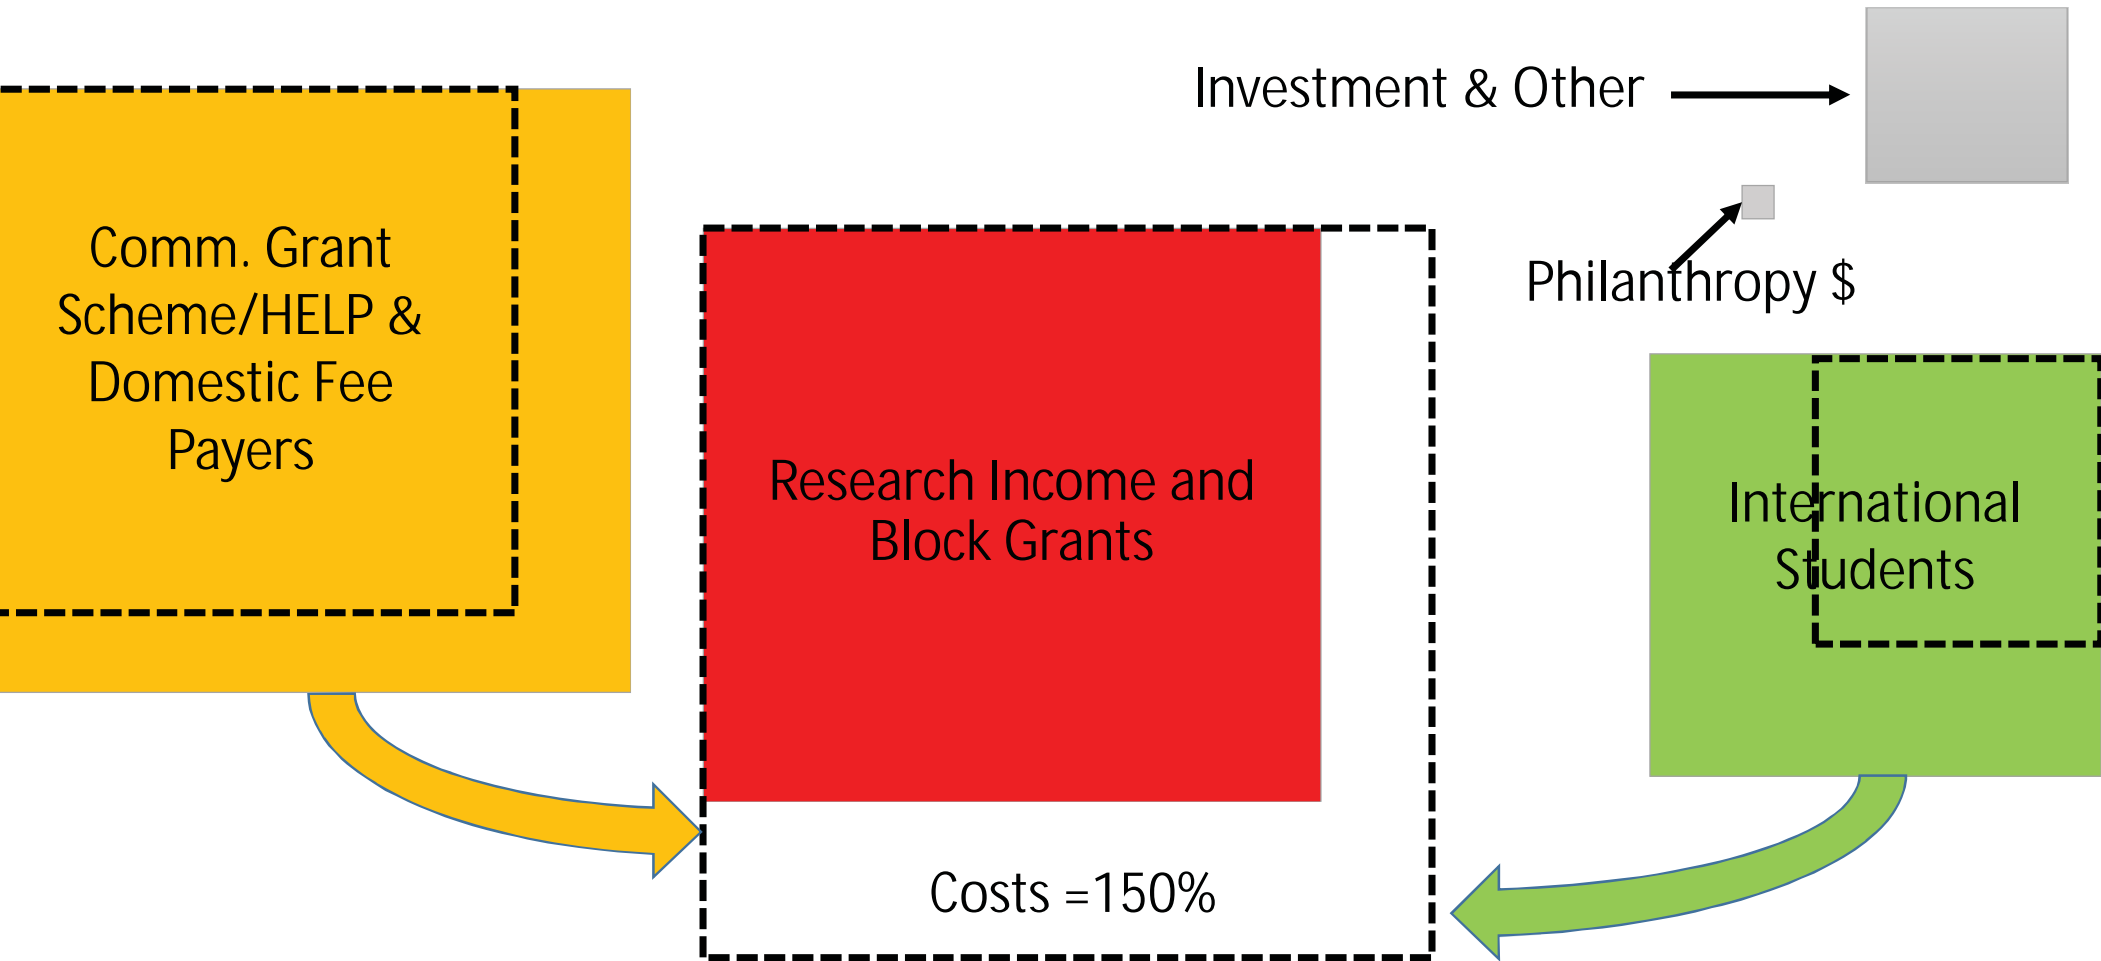 Investment & Other
Comm. Grant
Scheme/HELP &
Domestic Fee
Payers
Philanthropy $
Research Income and
Block Grants
International
Students
Costs =150%